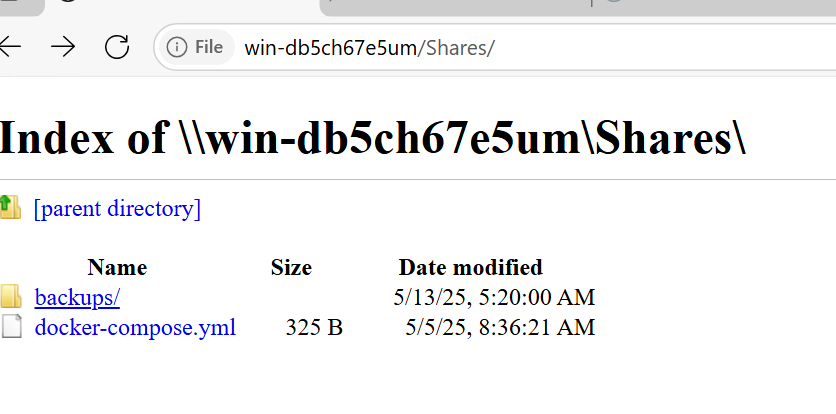 File win-db5ch67e5um/Shares/
Index of \\win-db5ch67e5um\Shares\
[parent directory]
Name Size Date modified
backups/ 5/13/25, 5:20:00 AM
docker-compose.yml 325 B 5/5/25, 8:36:21 AM